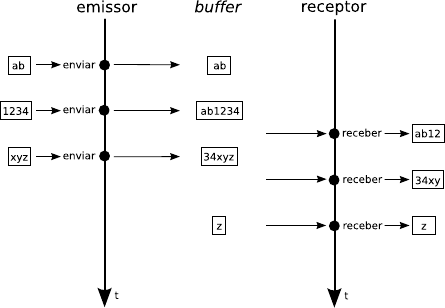 emissor buffer receptor
ab enviar ab
1234 enviar ab1234
receber ab12
xyz enviar 34xyz
receber 34xy
z receber z
t t